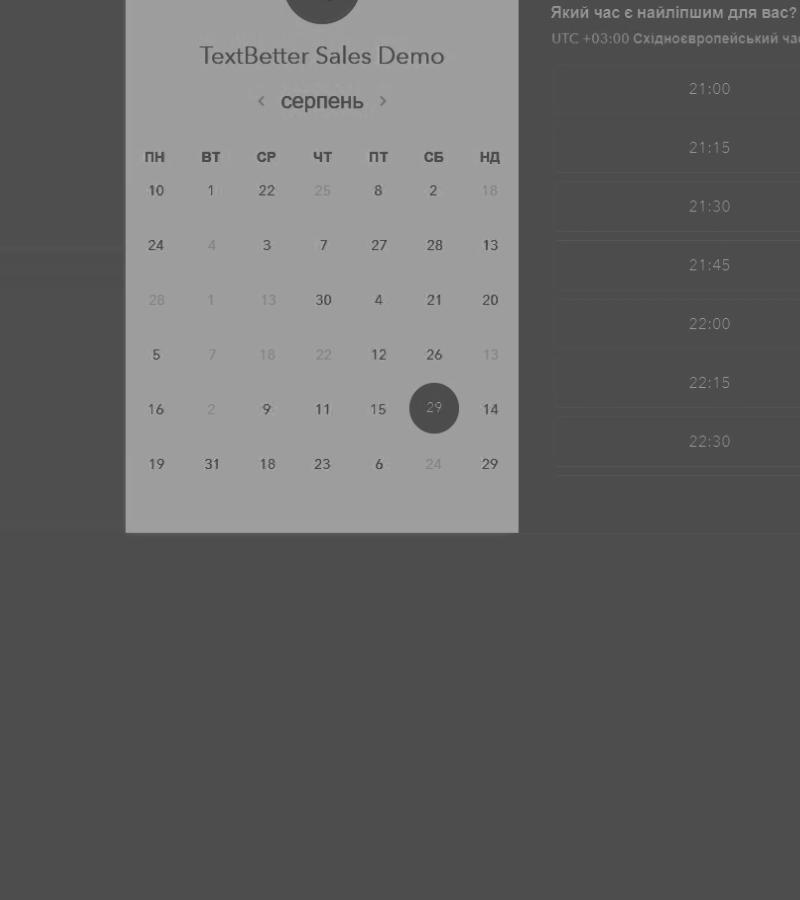 TextBetter Sales Demo
‹ серпень ›
ПН ВТ СР ЧТ ПТ СБ НД
10 1 22 25 8 2 18
24 4 3 7 27 28 13
28 1 13 30 4 21 20
5 7 18 22 12 26 13
16 2 9 11 15 29 14
19 31 18 23 6 24 29
Який час є найліпшим для вас?
UTC +03:00 Східноєвропейський
21:00
21:15
21:30
21:45
22:00
22:15
22:30